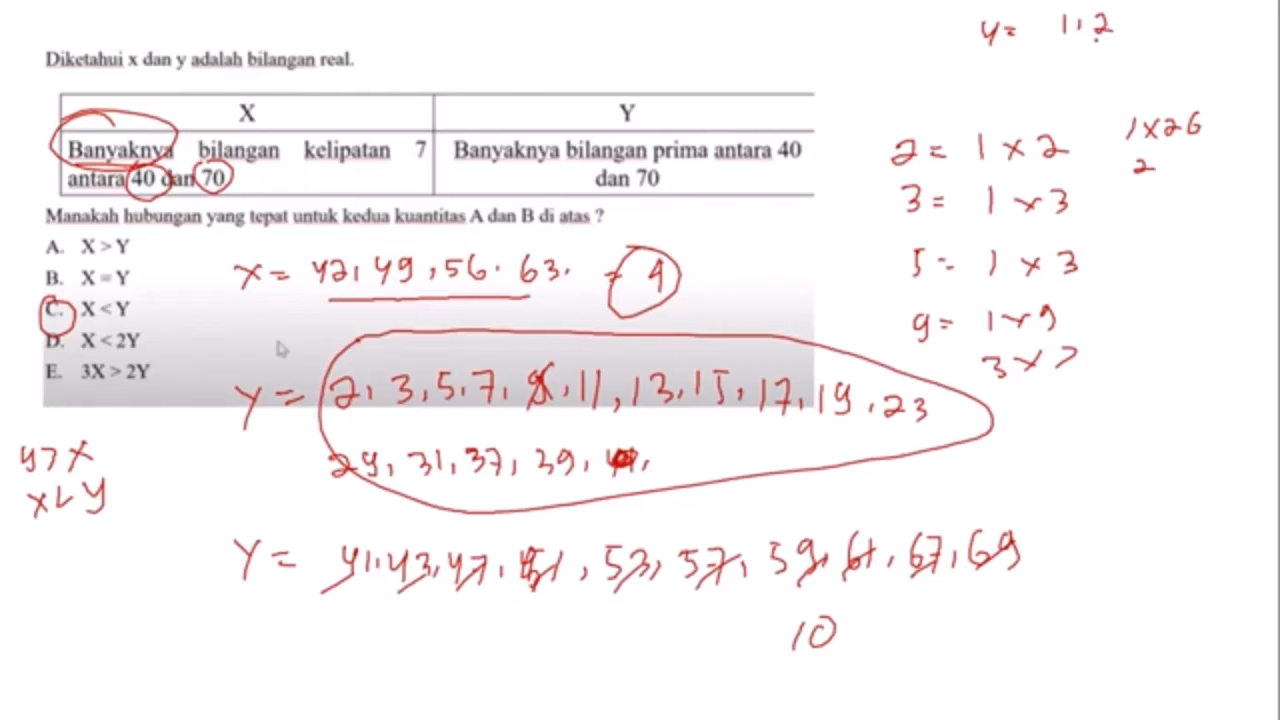 y = 1, 2
Diketahui x dan y adalah bilangan real.
X Y
Banyaknya bilangan kelipatan 7 antara 40 dan 70
Banyaknya bilangan prima antara 40 dan 70
Manakah hubungan yang tepat untuk kedua kuantitas A dan B di atas ?
A. X > Y
B. X = Y
C. X < Y
D. X < 2Y
E. 3X > 2Y
X = 42, 49, 56. 63. = 4
Y = 2, 3, 5, 7, 11, 13, 15, 17, 19, 23
29, 31, 37, 39,
y > x
x < y
Y = 41, 43, 47, 51, 53, 57, 59, 61, 67, 69
10
2 = 1 x 2
3 = 1 x 3
5 = 1 x 3
9 = 1 x 9
3 x
1 x 26
2